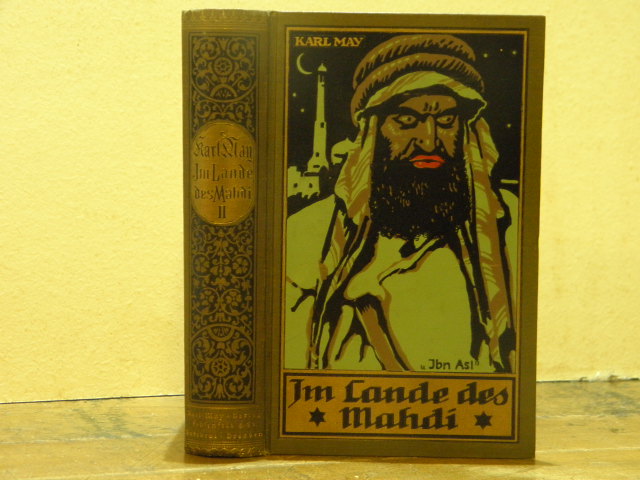 Karl May
Im Lande
des Mahdi
II
KARL MAY
„Ibn Asl“
Im Lande des
Mahdi